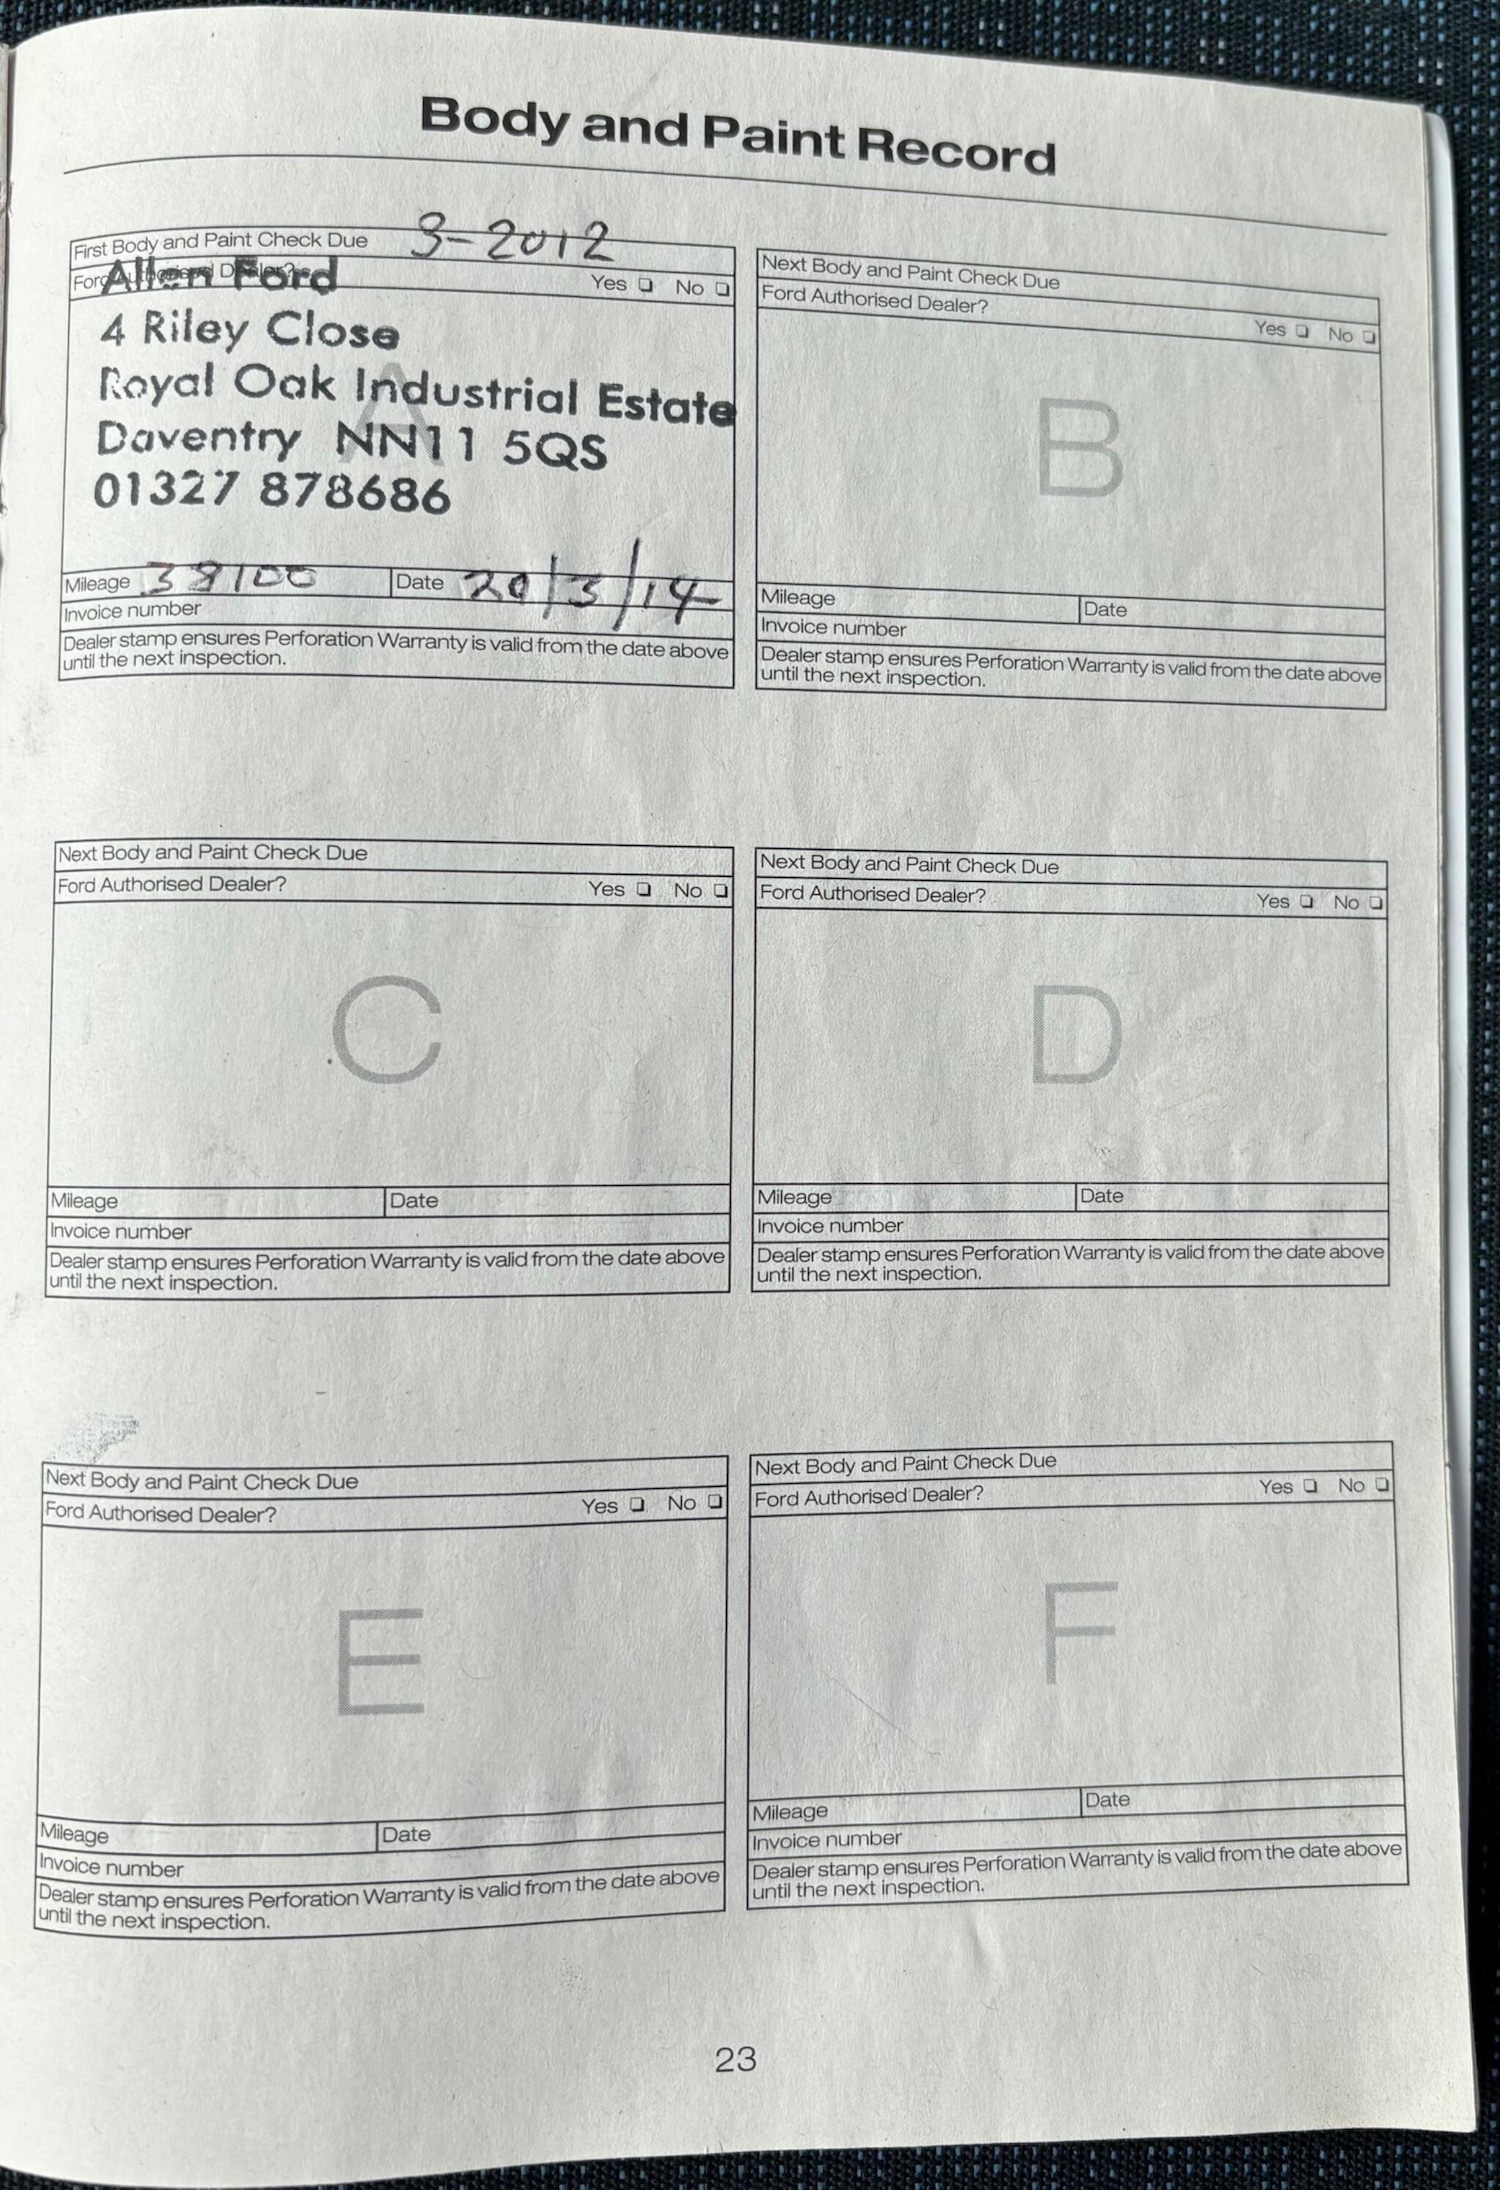 Body and Paint Record
First Body and Paint Check Due 3-2012
Ford Authorised Dealer? Yes ❑ No ❑
Allen Ford
4 Riley Close
Royal Oak Industrial Estate
Daventry NN11 5QS
01327 878686
A
Mileage 38100 Date 20/3/14
Invoice number
Dealer stamp ensures Perforation Warranty is valid from the date above
until the next inspection.
Next Body and Paint Check Due
Ford Authorised Dealer? Yes ❑ No ❑
B
Mileage Date
Invoice number
Dealer stamp ensures Perforation Warranty is valid from the date above
until the next inspection.
Next Body and Paint Check Due
Ford Authorised Dealer? Yes ❑ No ❑
C
Mileage Date
Invoice number
Dealer stamp ensures Perforation Warranty is valid from the date above
until the next inspection.
Next Body and Paint Check Due
Ford Authorised Dealer? Yes ❑ No ❑
D
Mileage Date
Invoice number
Dealer stamp ensures Perforation Warranty is valid from the date above
until the next inspection.
Next Body and Paint Check Due
Ford Authorised Dealer? Yes ❑ No ❑
E
Mileage Date
Invoice number
Dealer stamp ensures Perforation Warranty is valid from the date above
until the next inspection.
Next Body and Paint Check Due
Ford Authorised Dealer? Yes ❑ No ❑
F
Mileage Date
Invoice number
Dealer stamp ensures Perforation Warranty is valid from the date above
until the next inspection.
23